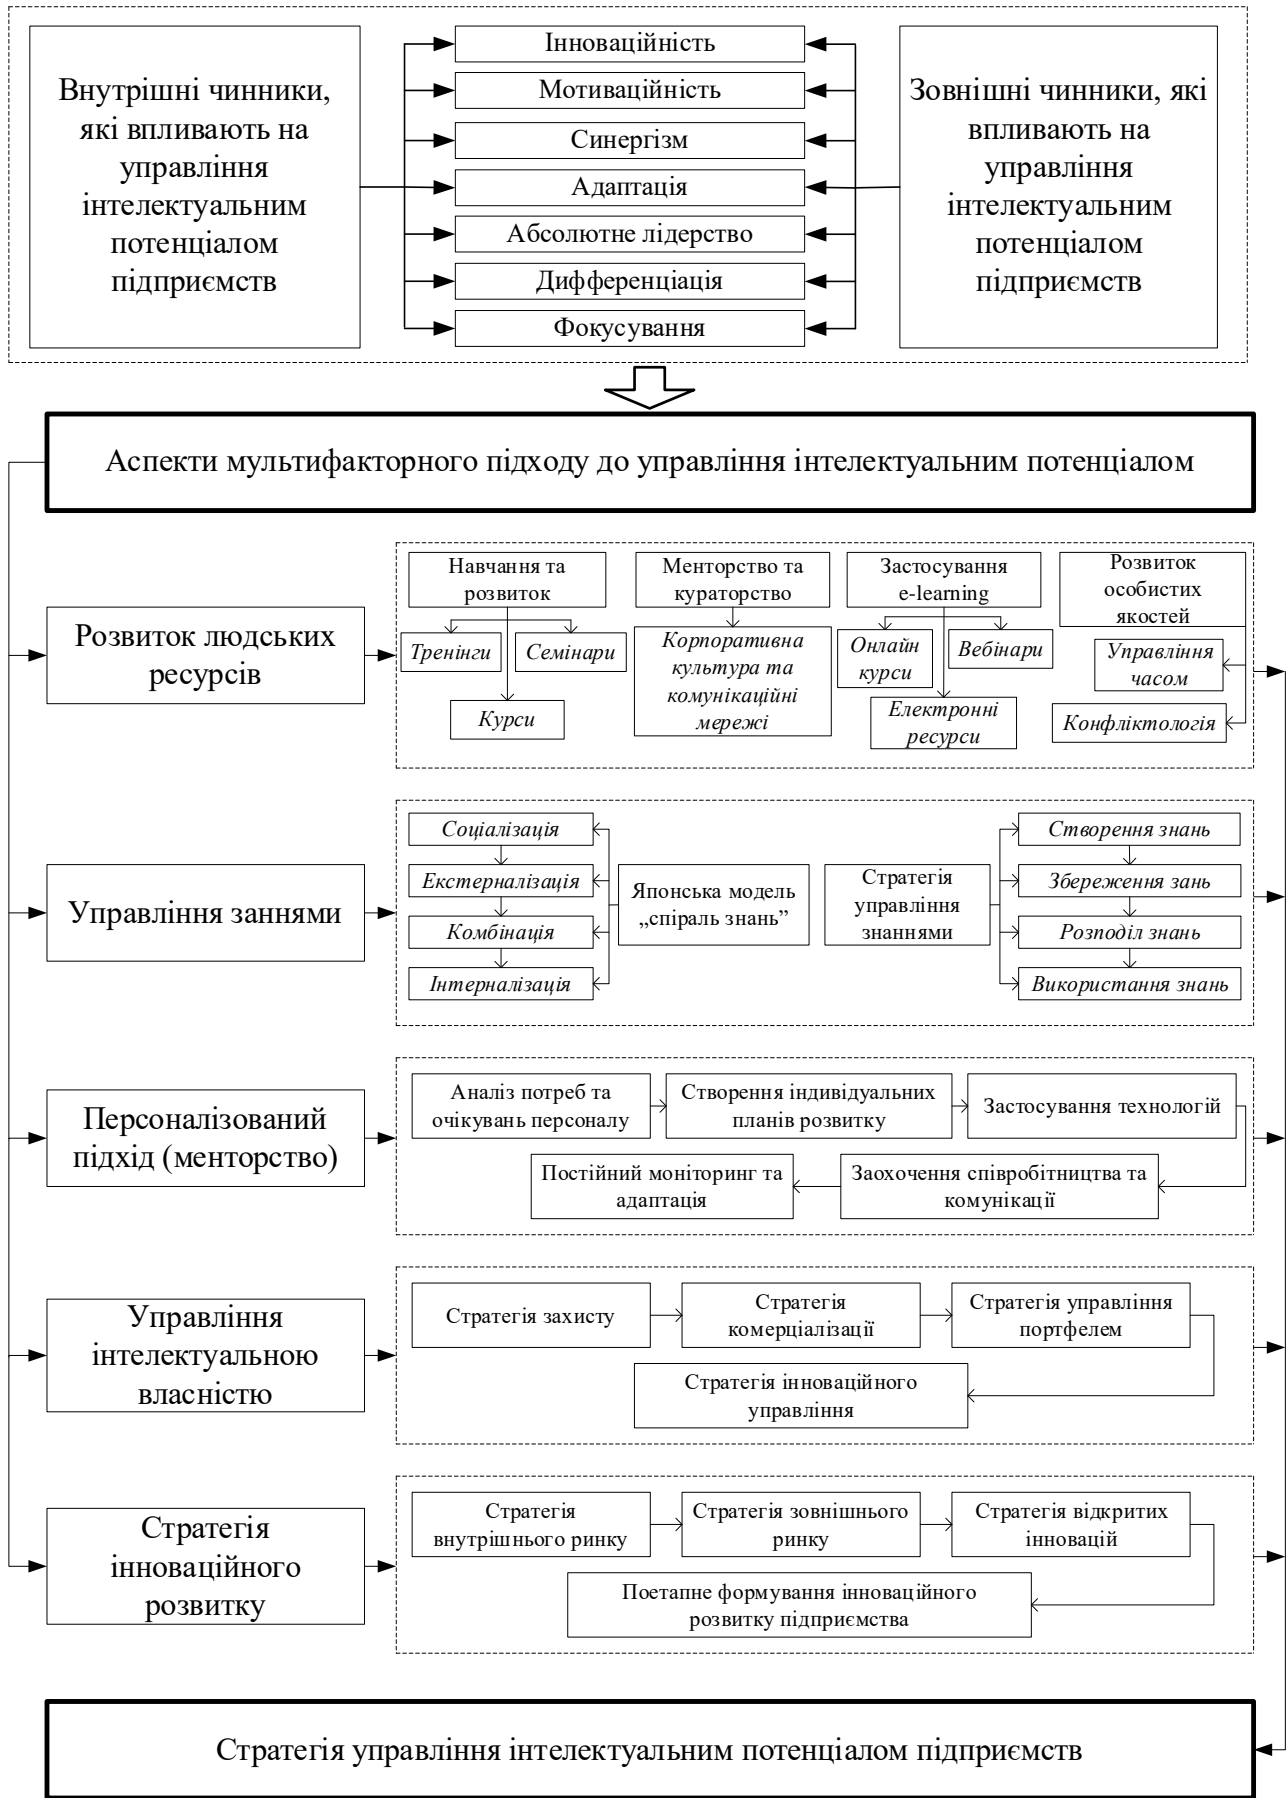 Внутрішні чинники,
які впливають на
управління
інтелектуальним
потенціалом
підприємств
Інноваційність
Мотиваційність
Синергізм
Адаптація
Абсолютне лідерство
Дифференціація
Фокусування
Зовнішні чинники, які
впливають на
управління
інтелектуальним
потенціалом
підприємств
Аспекти мультифакторного підходу до управління інтелектуальним потенціалом
Розвиток людських
ресурсів
Навчання та
розвиток
Тренінги
Семінари
Курси
Менторство та
кураторство
Корпоративна
культура та
комунікаційні
мережі
Застосування
e-learning
Онлайн
курси
Вебінари
Електронні
ресурси
Розвиток
особистих
якостей
Управління
часом
Конфліктологія
Управління заннями
Соціалізація
Екстерналізація
Комбінація
Інтерналізація
Японська модель
„спіраль знань”
Стратегія
управління
знаннями
Створення знань
Збереження зань
Розподіл знань
Використання знань
Персоналізований
підхід (менторство)
Аналіз потреб та
очікувань персоналу
Створення індивідуальних
планів розвитку
Застосування технологій
Постійний моніторинг та
адаптація
Заохочення співробітництва та
комунікації
Управління
інтелектуальною
власністю
Стратегія захисту
Стратегія
комерціалізації
Стратегія управління
портфелем
Стратегія інноваційного
управління
Стратегія
інноваційного
розвитку
Стратегія
внутрішнього ринку
Стратегія зовнішнього
ринку
Стратегія відкритих
інновацій
Поетапне формування інноваційного
розвитку підприємства
Стратегія управління інтелектуальним потенціалом підприємств